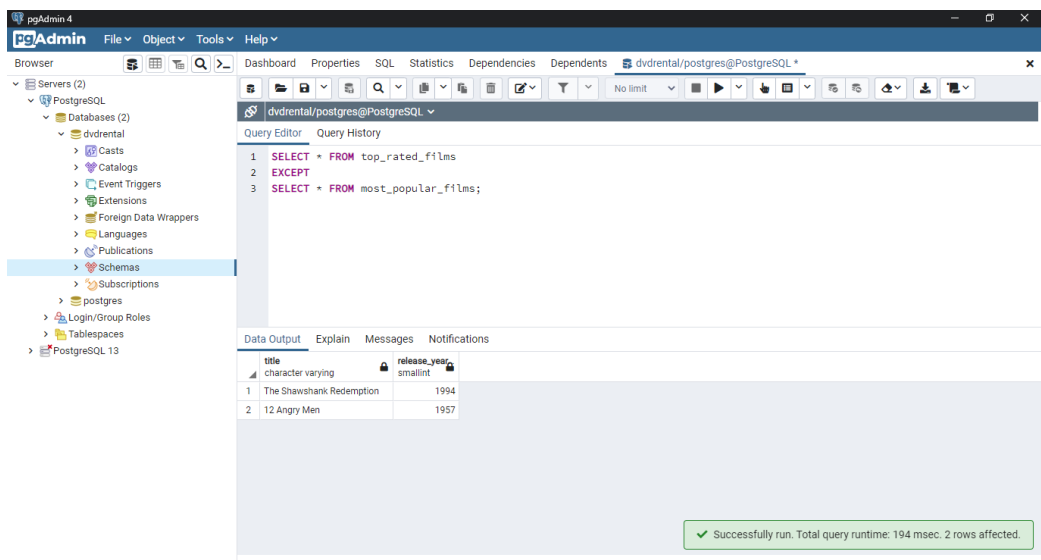 pgAdmin 4
pgAdmin File Object Tools Help
Browser
Dashboard Properties SQL Statistics Dependencies Dependents dvdrental/postgres@PostgreSQL *
No limit
dvdrental/postgres@PostgreSQL
Query Editor Query History
Servers (2)
PostgreSQL
Databases (2)
dvdrental
Casts
Catalogs
Event Triggers
Extensions
Foreign Data Wrappers
Languages
Publications
Schemas
Subscriptions
postgres
Login/Group Roles
Tablespaces
PostgreSQL 13
1 SELECT * FROM top_rated_films
2 EXCEPT
3 SELECT * FROM most_popular_films;
Data Output Explain Messages Notifications
title release_year
character varying smallint
1 The Shawshank Redemption 1994
2 12 Angry Men 1957
Successfully run. Total query runtime: 194 msec. 2 rows affected.